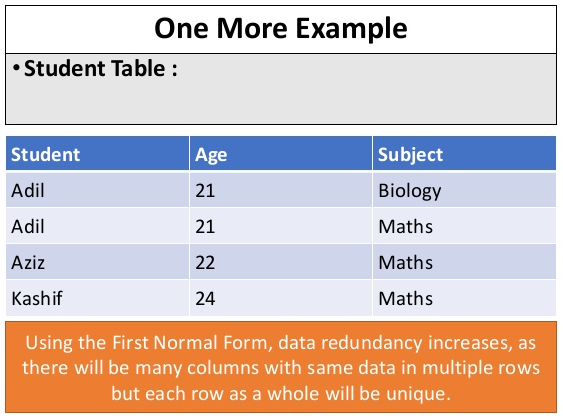 One More Example
• Student Table :
Student Age Subject
Adil 21 Biology
Adil 21 Maths
Aziz 22 Maths
Kashif 24 Maths
Using the First Normal Form, data redundancy increases, as
there will be many columns with same data in multiple rows
but each row as a whole will be unique.